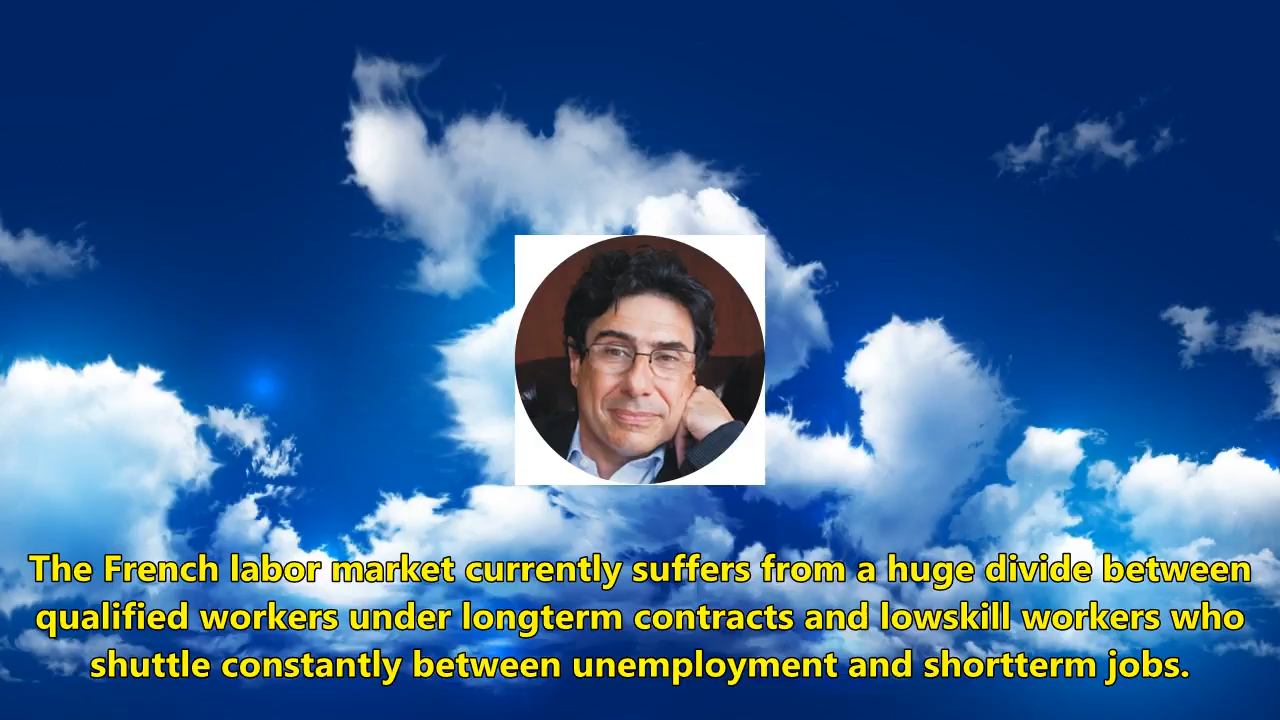 The French labor market currently suffers from a huge divide between
qualified workers under longterm contracts and lowskill workers who
shuttle constantly between unemployment and shortterm jobs.